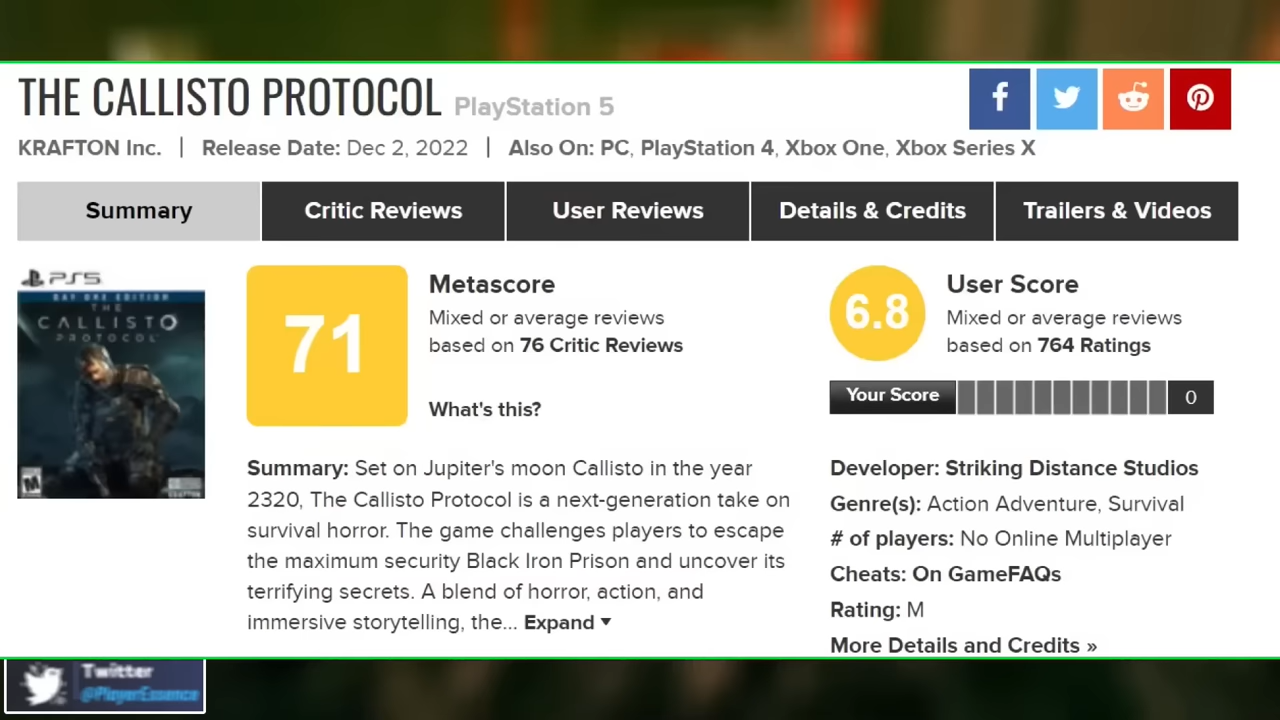 THE CALLISTO PROTOCOL PlayStation 5
KRAFTON Inc. | Release Date: Dec 2, 2022 | Also On: PC, PlayStation 4, Xbox One, Xbox Series X
Summary
Critic Reviews
User Reviews
Details & Credits
Trailers & Videos
PS5
DAY ONE EDITION
THE
CALLISTO
PROTOCOL
M
71
Metascore
Mixed or average reviews
based on 76 Critic Reviews
What's this?
6.8
User Score
Mixed or average reviews
based on 764 Ratings
Your Score
0
Summary: Set on Jupiter's moon Callisto in the year
2320, The Callisto Protocol is a next-generation take on
survival horror. The game challenges players to escape
the maximum security Black Iron Prison and uncover its
terrifying secrets. A blend of horror, action, and
immersive storytelling, the... Expand ▼
Developer: Striking Distance Studios
Genre(s): Action Adventure, Survival
# of players: No Online Multiplayer
Cheats: On GameFAQs
Rating: M
More Details and Credits »
Twitter
@PlayerEssence